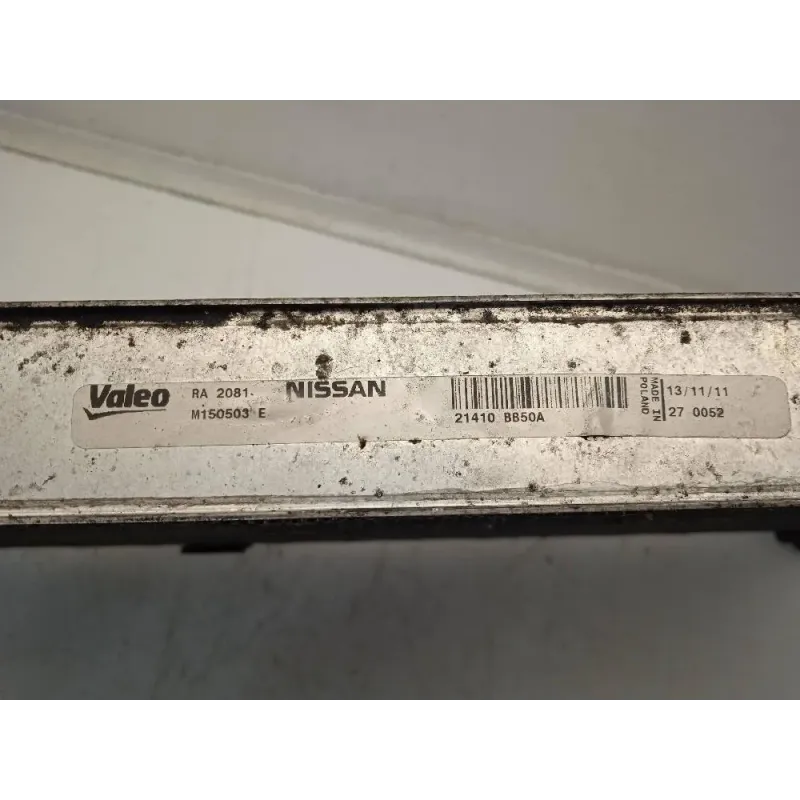 Valeo RA 2081. NISSAN
M150503 E
21410 BB50A
MADE IN
POLAND
13/11/11
27 0052